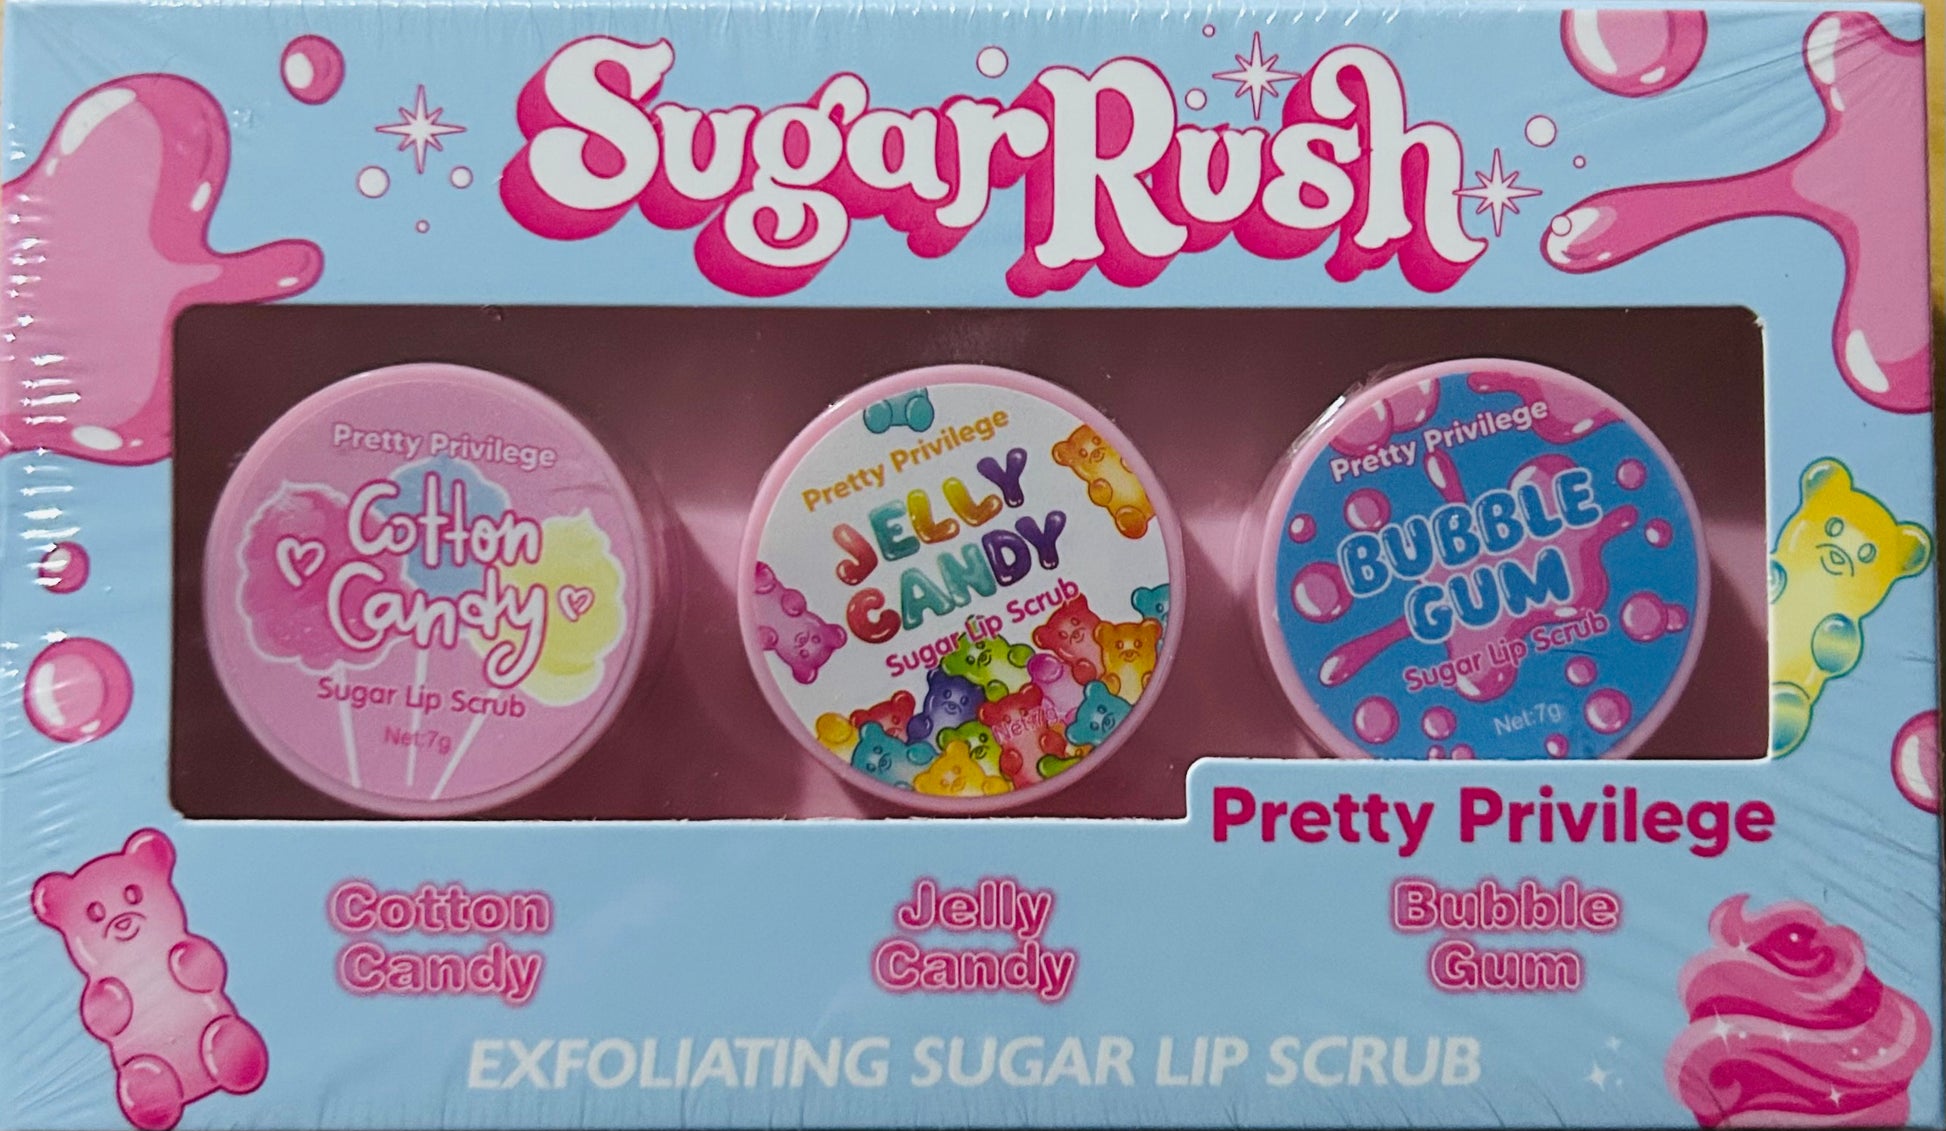 Sugar Rush
Pretty Privilege
Cotton
Candy
Sugar Lip Scrub
Net:7g
Pretty Privilege
JELLY
CANDY
Sugar Lip Scrub
Net:7g
Pretty Privilege
BUBBLE
GUM
Sugar Lip Scrub
Net:7g
Pretty Privilege
Cotton
Candy
Jelly
Candy
Bubble
Gum
EXFOLIATING SUGAR LIP SCRUB